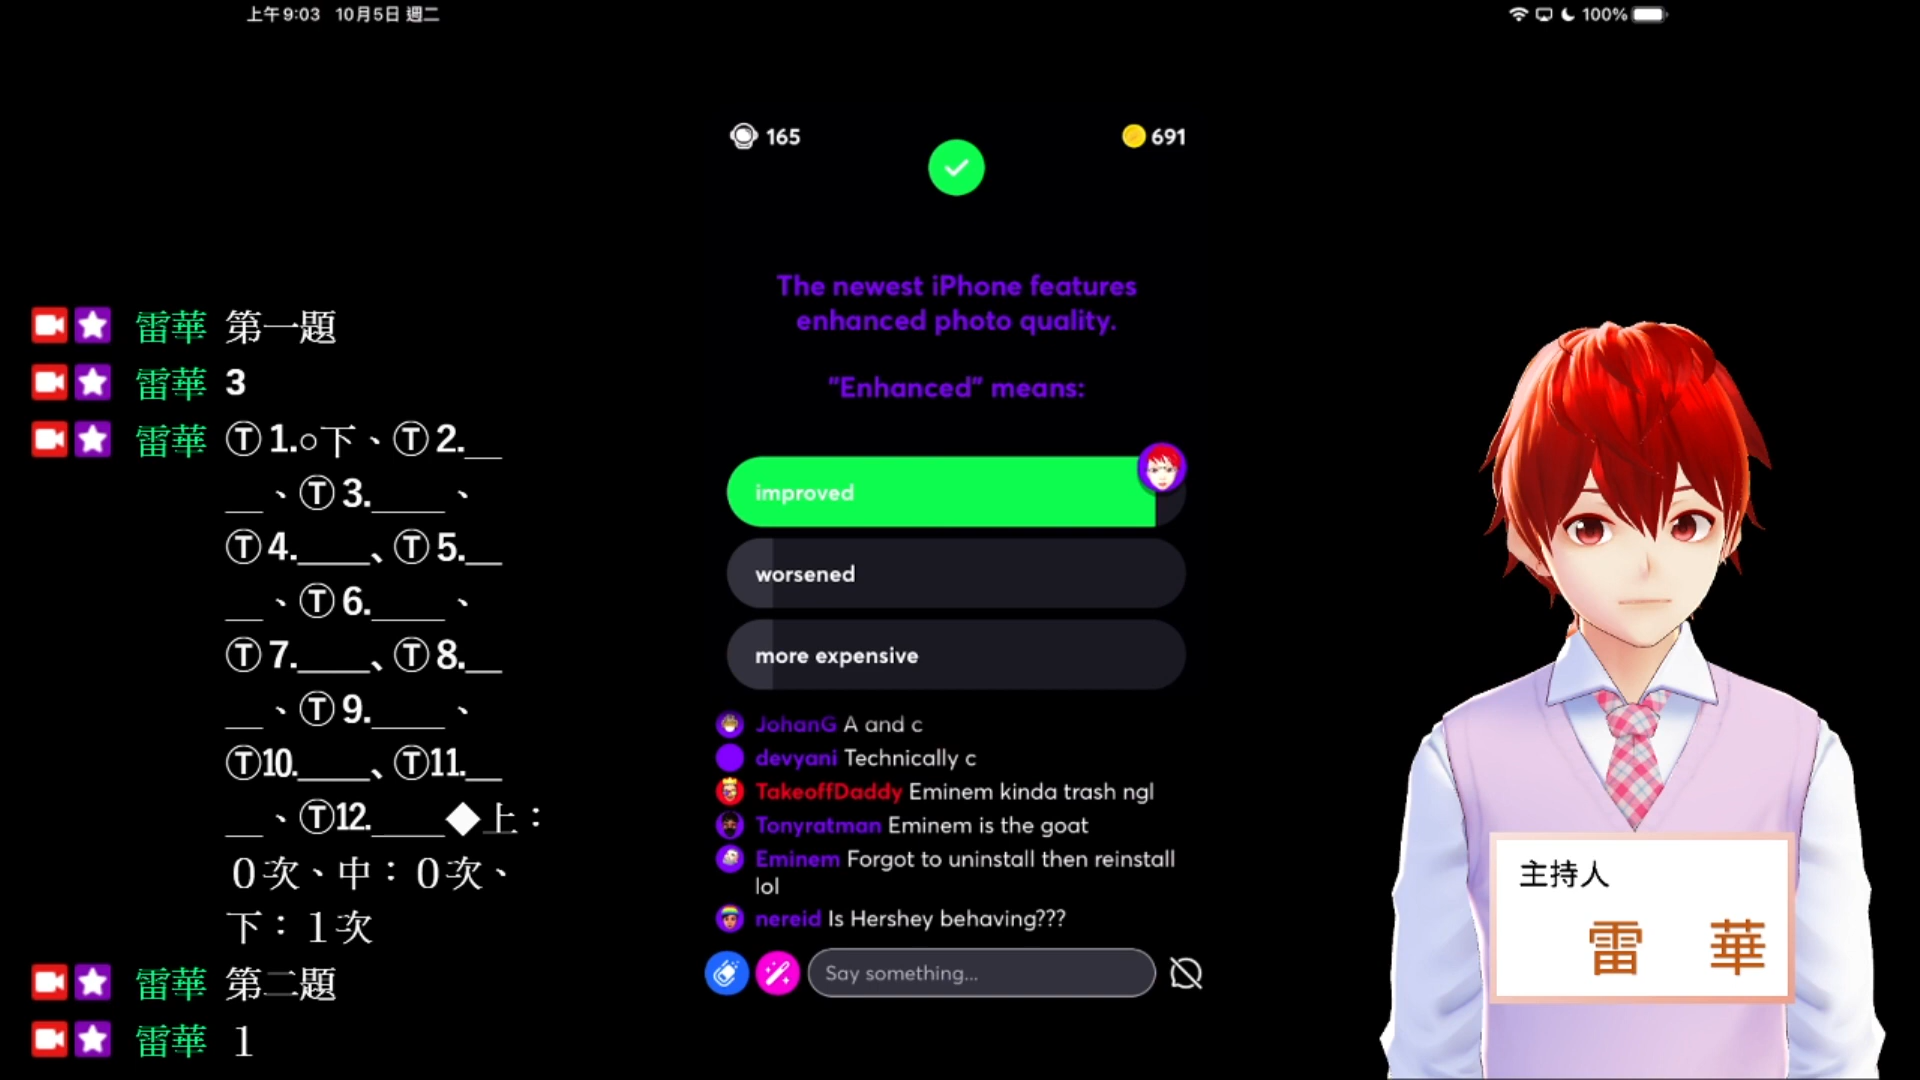 上午9:03 10月5日 週二
100%
雷華 第一題
雷華 3
雷華 Ⓣ1.○下、Ⓣ2.__
__、Ⓣ3.____、
Ⓣ4.____、Ⓣ5.__
__、Ⓣ6.____、
Ⓣ7.____、Ⓣ8.__
__、Ⓣ9.____、
Ⓣ10.____、Ⓣ11.__
__、Ⓣ12.____◆上：
０次、中：０次、
下：１次
雷華 第二題
雷華 １
165
691
The newest iPhone features
enhanced photo quality.
"Enhanced" means:
improved
worsened
more expensive
JohanG A and c
devyani Technically c
TakeoffDaddy Eminem kinda trash ngl
Tonyratman Eminem is the goat
Eminem Forgot to uninstall then reinstall
lol
nereid Is Hershey behaving???
Say something...
主持人
雷 華